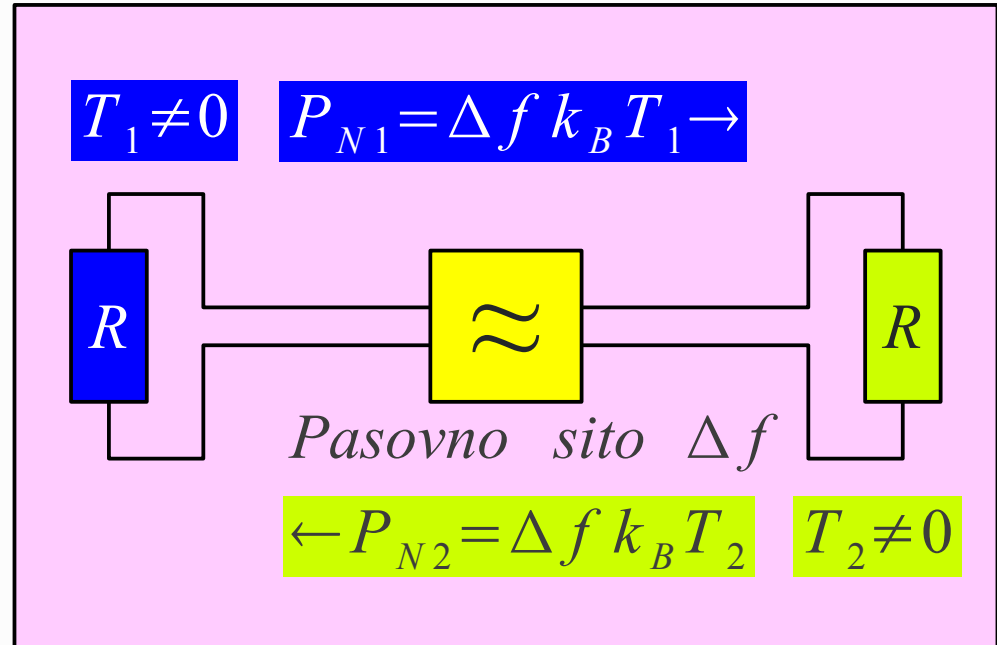 T₁≠0 P_N1=Δf k_B T₁→
R ≈ R
Pasovno sito Δf
←P_N2=Δf k_B T₂ T₂≠0